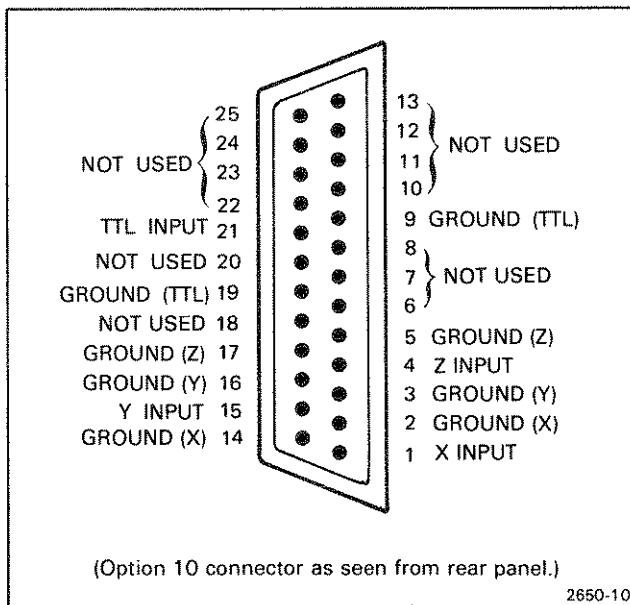 25
24
NOT USED
23
22
TTL INPUT 21
NOT USED 20
GROUND (TTL) 19
NOT USED 18
GROUND (Z) 17
GROUND (Y) 16
Y INPUT 15
GROUND (X) 14
13
12
NOT USED
11
10
9 GROUND (TTL)
8
7 NOT USED
6
5 GROUND (Z)
4 Z INPUT
3 GROUND (Y)
2 GROUND (X)
1 X INPUT
(Option 10 connector as seen from rear panel.)
2650-10